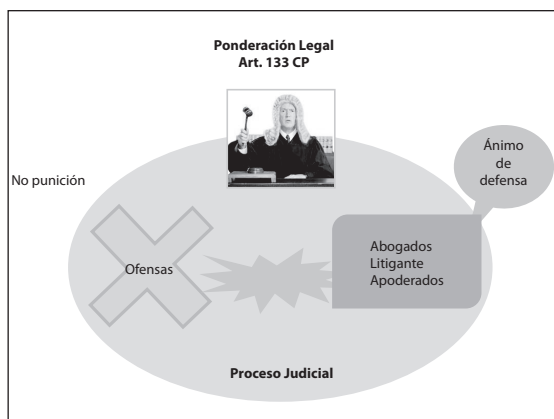 Ponderación Legal
Art. 133 CP
Ánimo
de
defensa
No punición
Abogados
Litigante
Apoderados
Ofensas
Proceso Judicial